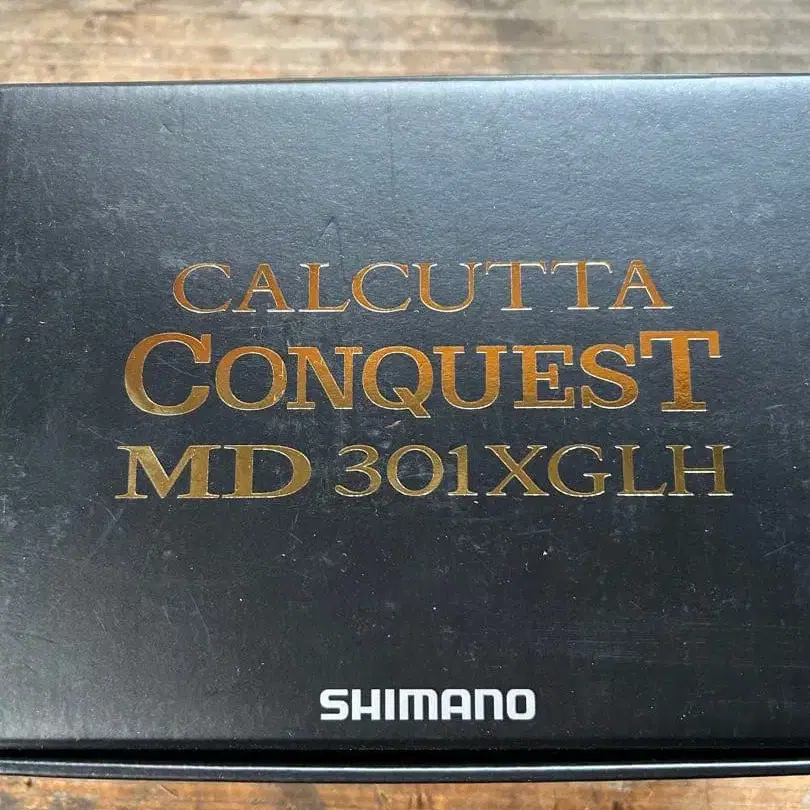 CALCUTTA
CONQUEST
MD 301XGLH
SHIMANO